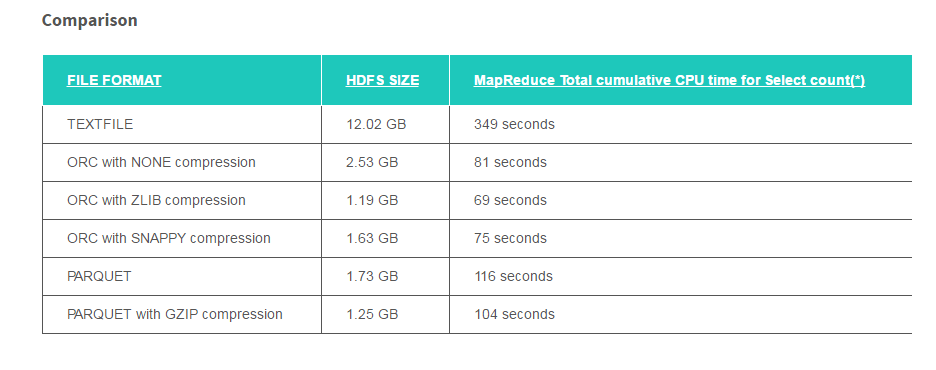 Comparison
FILE FORMAT HDFS SIZE MapReduce Total cumulative CPU time for Select count(*)
TEXTFILE 12.02 GB 349 seconds
ORC with NONE compression 2.53 GB 81 seconds
ORC with ZLIB compression 1.19 GB 69 seconds
ORC with SNAPPY compression 1.63 GB 75 seconds
PARQUET 1.73 GB 116 seconds
PARQUET with GZIP compression 1.25 GB 104 seconds